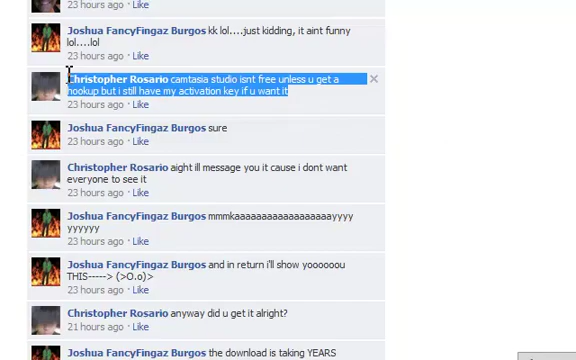 23 hours ago · Like
Joshua FancyFingaz Burgos kk lol....just kidding, it aint funny
lol....lol
23 hours ago · Like
Christopher Rosario camtasia studio isnt free unless u get a
hookup but i still have my activation key if u want it
23 hours ago · Like
Joshua FancyFingaz Burgos sure
23 hours ago · Like
Christopher Rosario aight ill message you it cause i dont want
everyone to see it
23 hours ago · Like
Joshua FancyFingaz Burgos mmmkaaaaaaaaaaaaaaaaaayyyy
yyyyyy
23 hours ago · Like
Joshua FancyFingaz Burgos and in return i'll show yoooooou
THIS-----> (>O.o)>
23 hours ago · Like
Christopher Rosario anyway did u get it alright?
21 hours ago · Like
Joshua FancyFingaz Burgos the download is taking YEARS